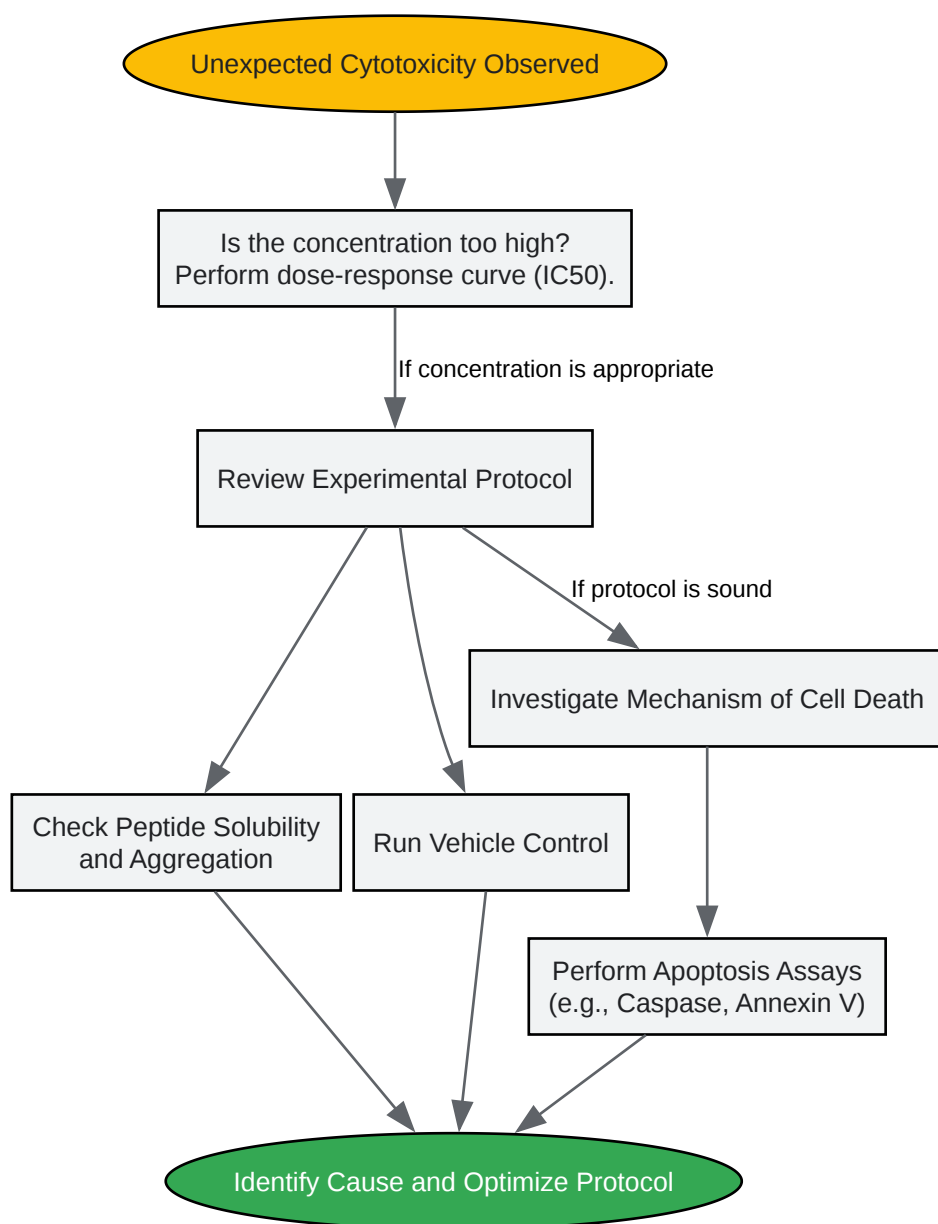 Unexpected Cytotoxicity Observed
Is the concentration too high?
Perform dose-response curve (IC50).
If concentration is appropriate
Review Experimental Protocol
If protocol is sound
Investigate Mechanism of Cell Death
Check Peptide Solubility
and Aggregation
Run Vehicle Control
Perform Apoptosis Assays
(e.g., Caspase, Annexin V)
Identify Cause and Optimize Protocol